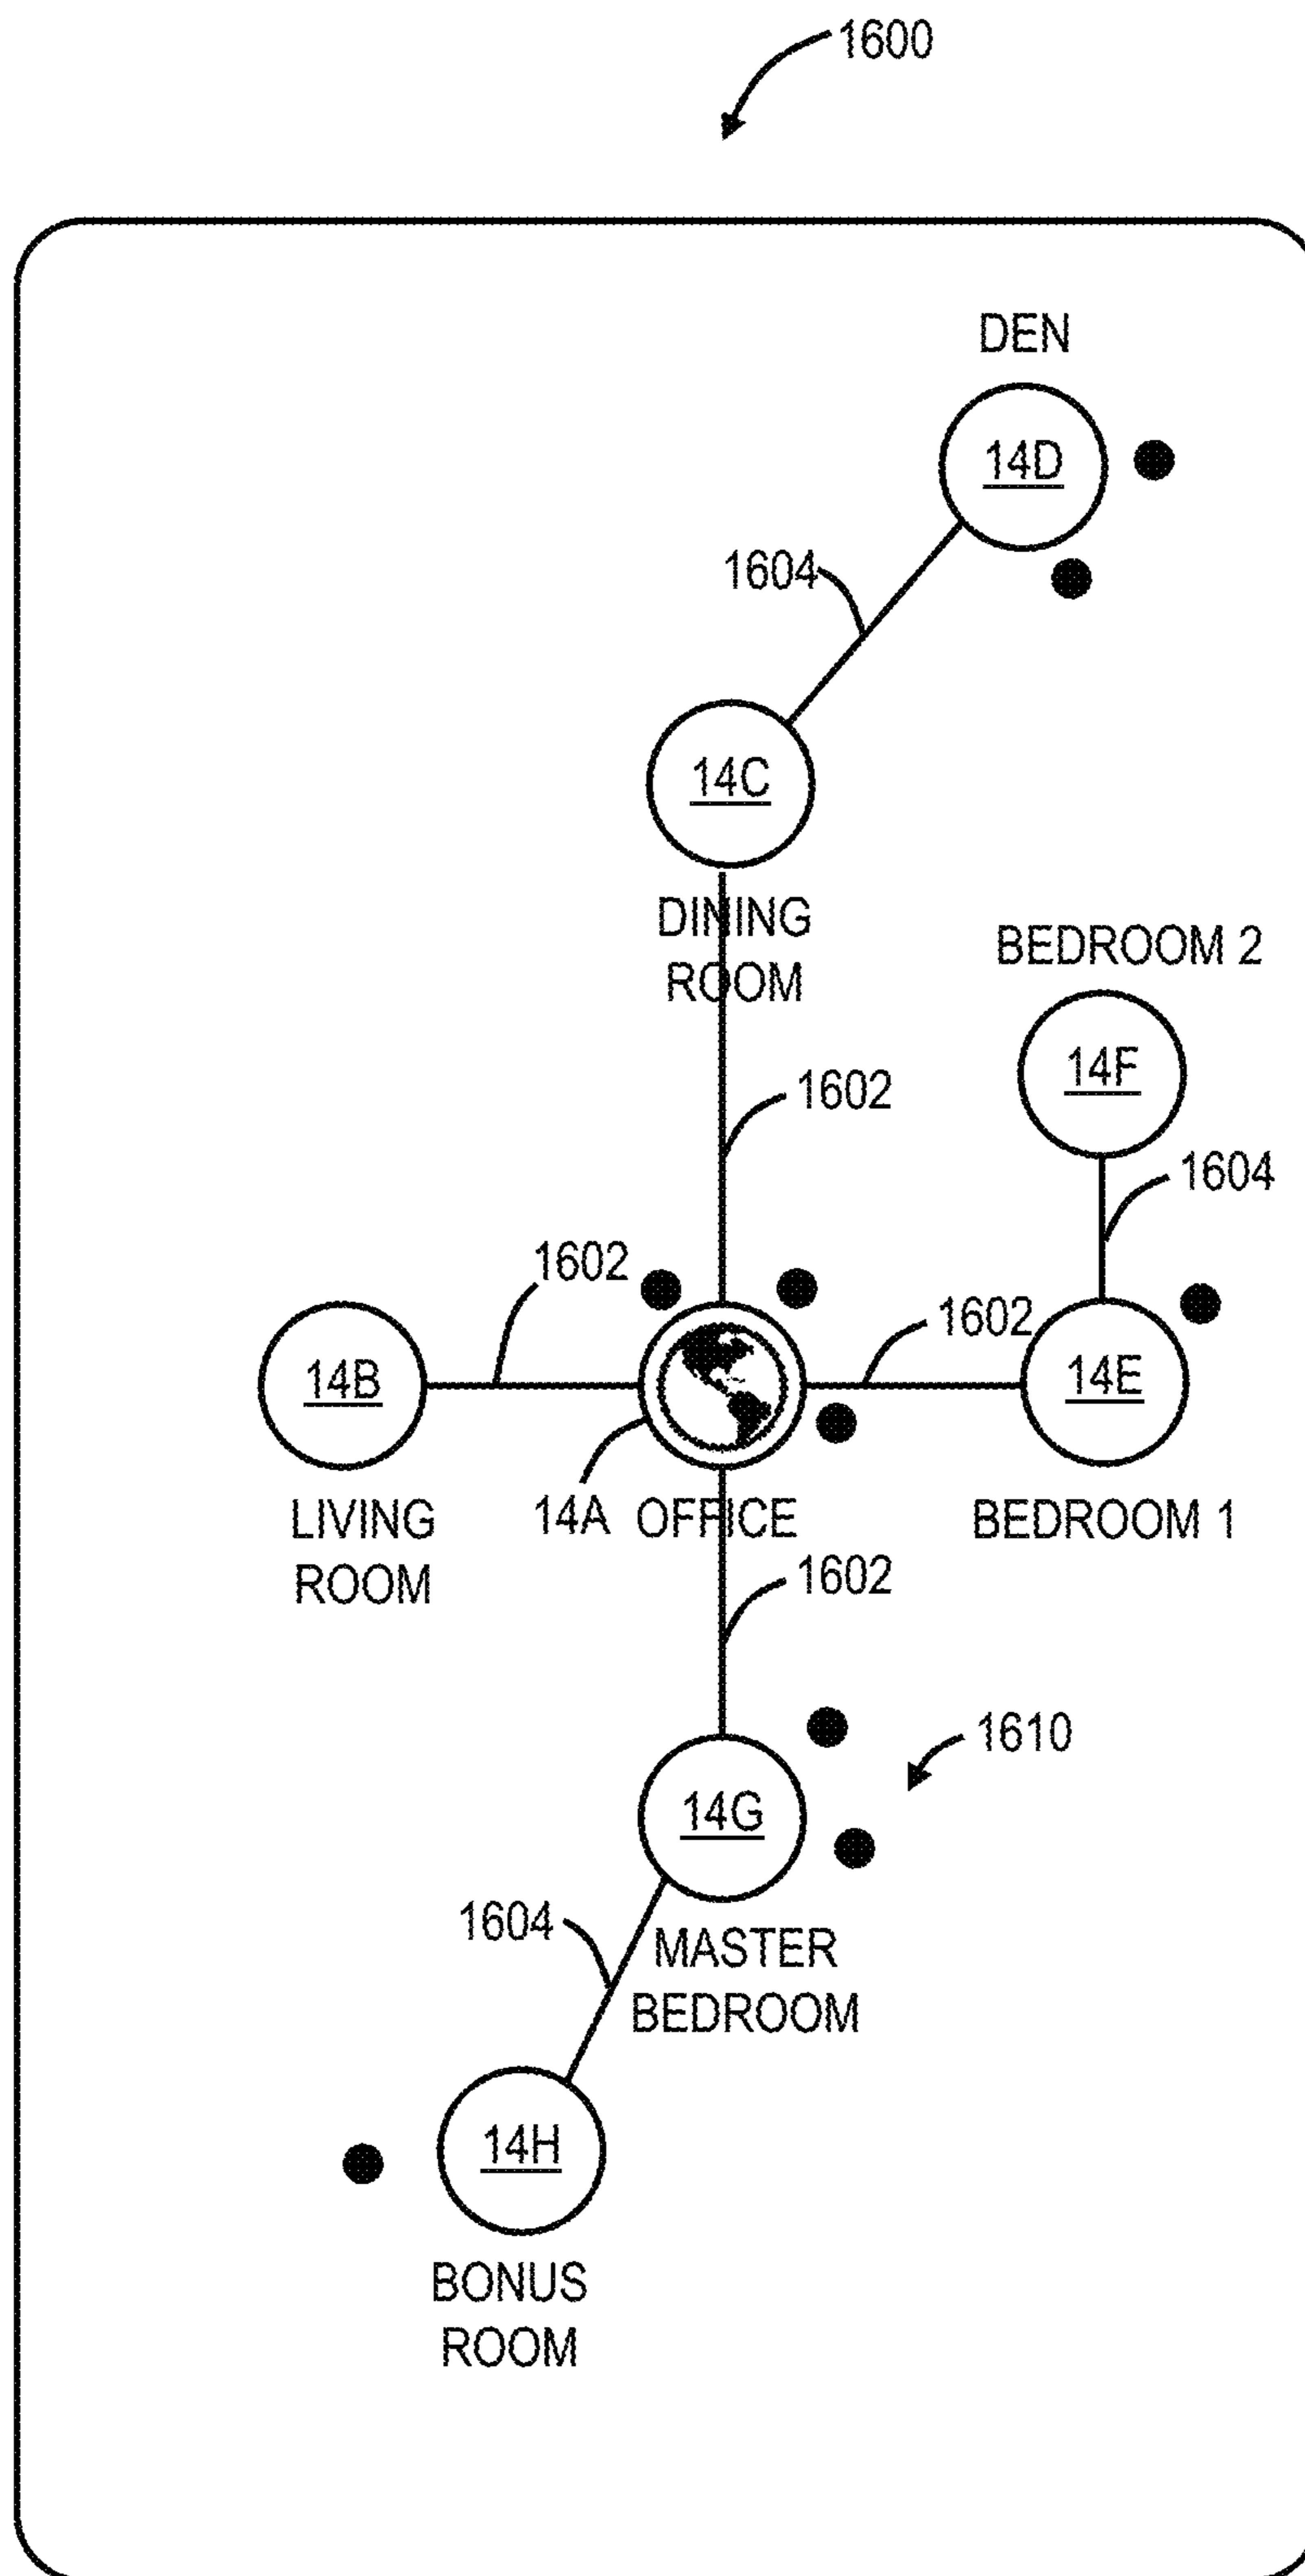 1600
DEN
14D
1604
14C
DINING
ROOM
BEDROOM 2
14F
1602
1604
1602
1602
14B
14E
LIVING
ROOM
14A
OFFICE
BEDROOM 1
1602
1610
14G
1604
MASTER
BEDROOM
14H
BONUS
ROOM